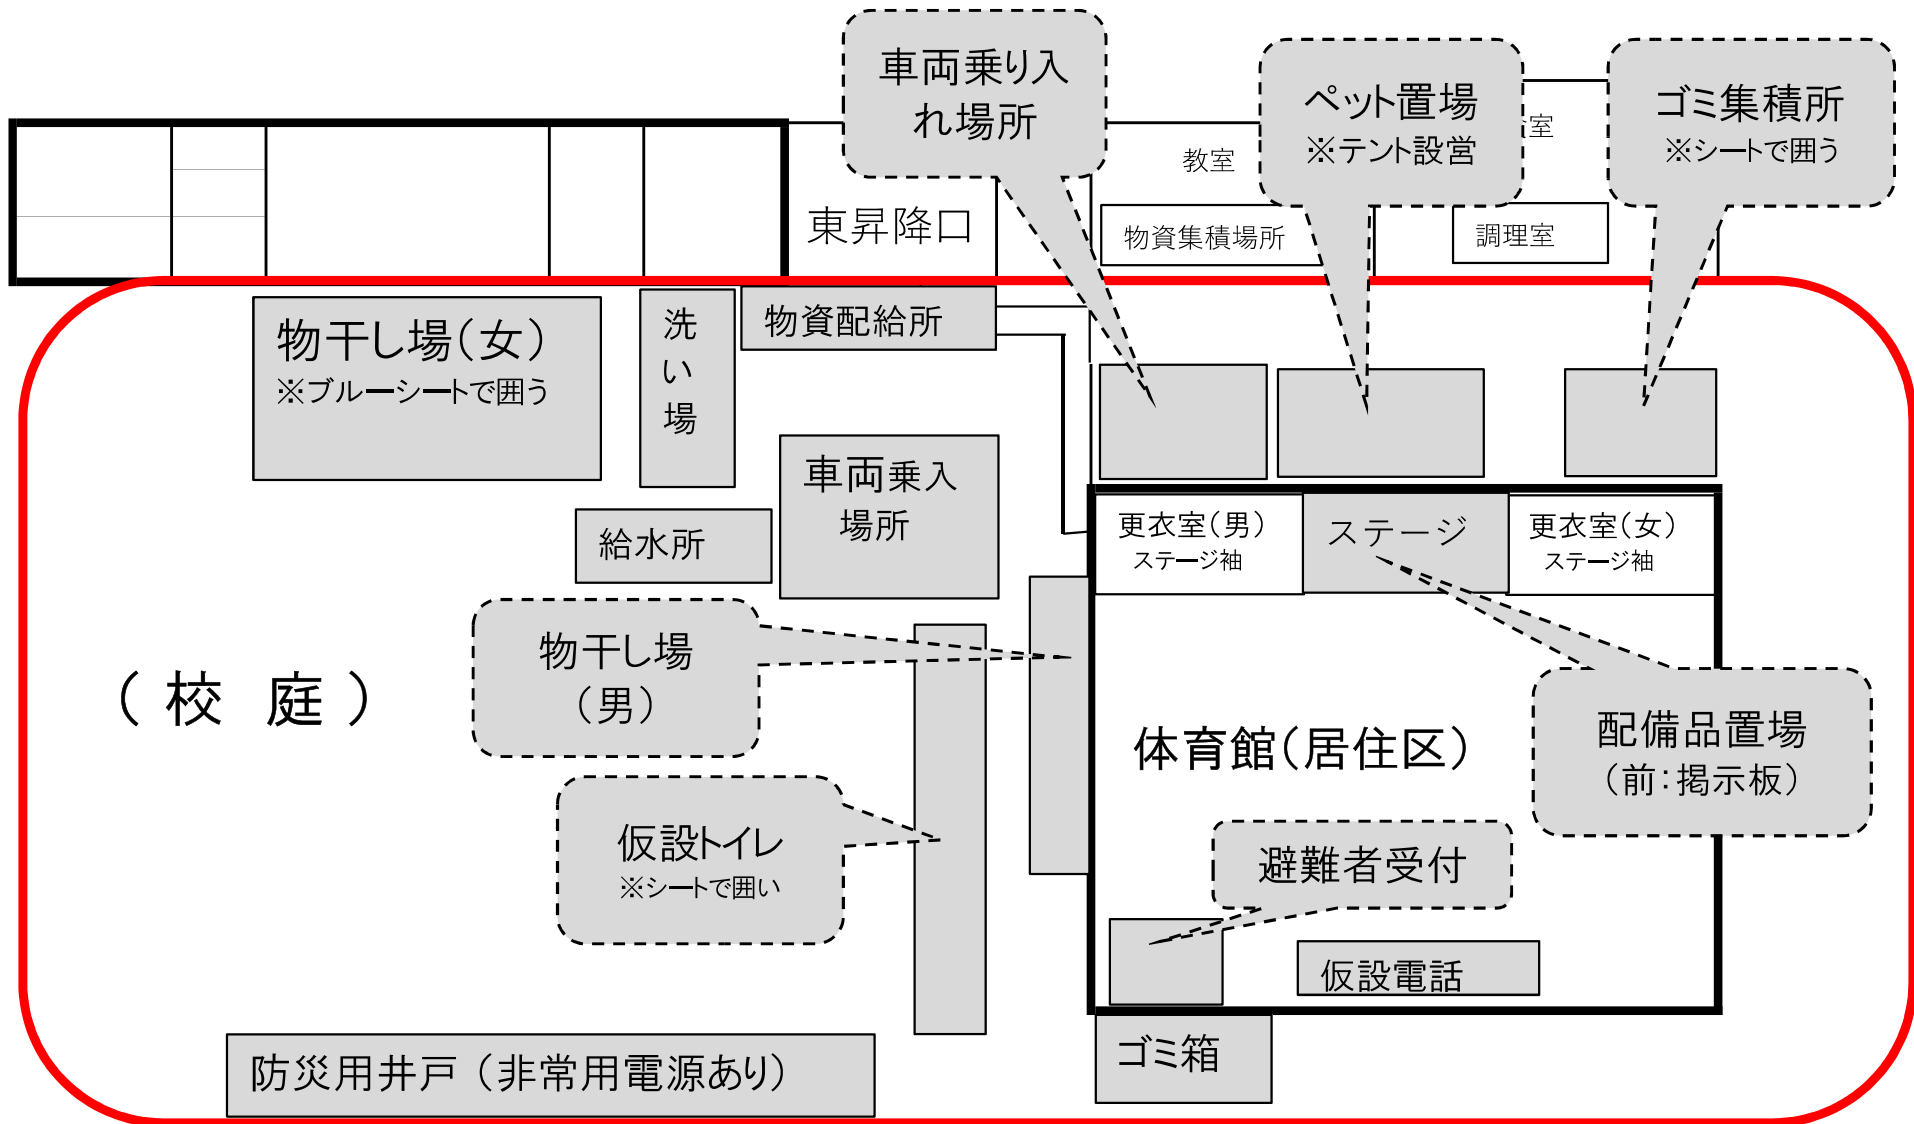 車両乗り入
れ場所
ペット置場
※テント設営
ゴミ集積所
※シートで囲う
室
教室
東昇降口
物資集積場所
調理室
物干し場（女）
※ブルーシートで囲う
洗
い
場
物資配給所
車両乗入
場所
給水所
更衣室（男）
ステージ袖
ステージ
更衣室（女）
ステージ袖
物干し場
（男）
（ 校　庭 ）
体育館（居住区）
配備品置場
（前：掲示板）
仮設トイレ
※シートで囲い
避難者受付
仮設電話
ゴミ箱
防災用井戸（非常用電源あり）